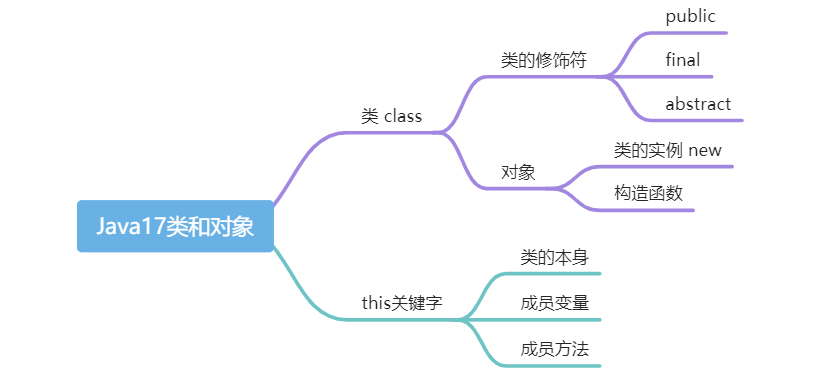 public
类的修饰符
final
类 class
abstract
类的实例 new
对象
构造函数
Java17类和对象
类的本身
this关键字
成员变量
成员方法